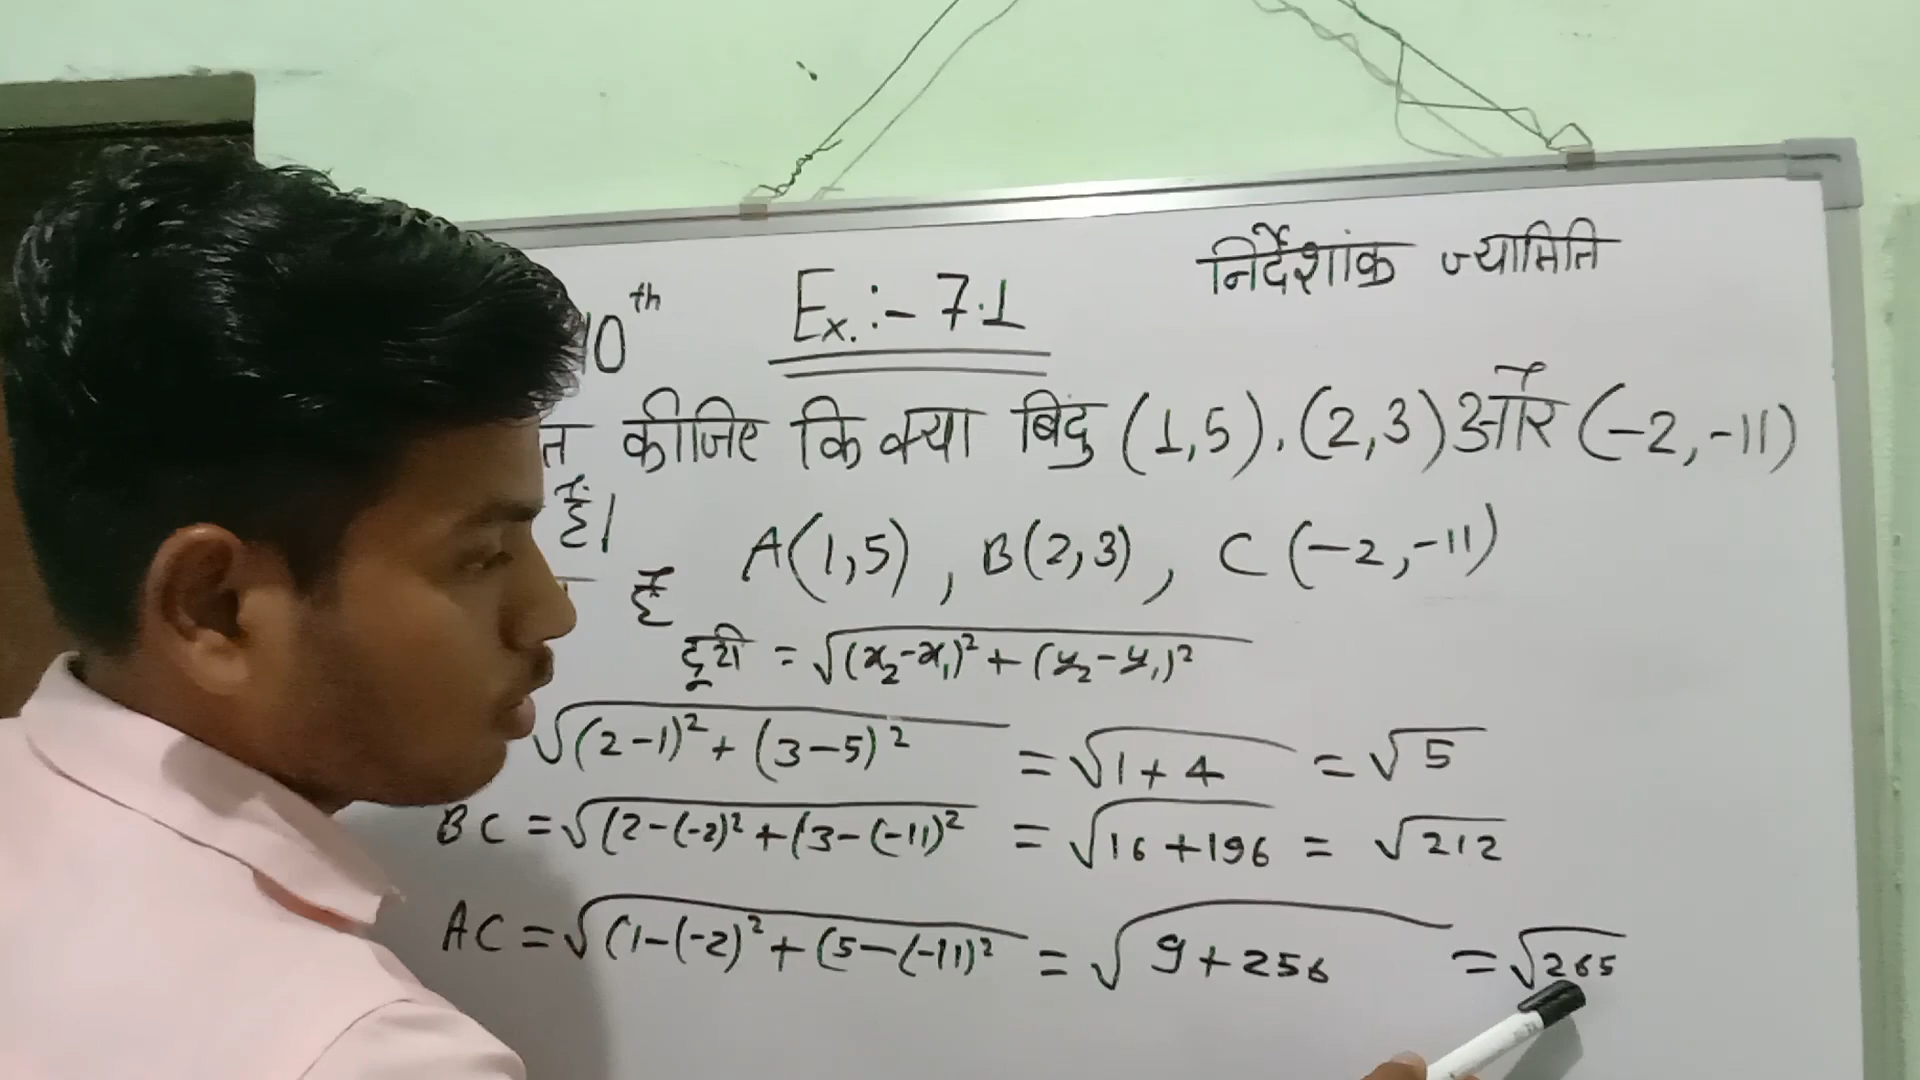 निर्देशांक ज्यामिति
10th Ex.:- 7.1
कीजिए कि क्या बिंदु (1,5), (2,3) और (-2,-11)
हैं।
A(1,5), B(2,3), C(-2,-11)
हैं
दूरी = √(x₂-x₁)² + (y₂-y₁)²
√(2-1)² + (3-5)² = √1+4 = √5
BC = √(2-(-2)² + (3-(-11)² = √16+196 = √212
AC = √(1-(-2)² + (5-(-11)² = √9+256 = √265